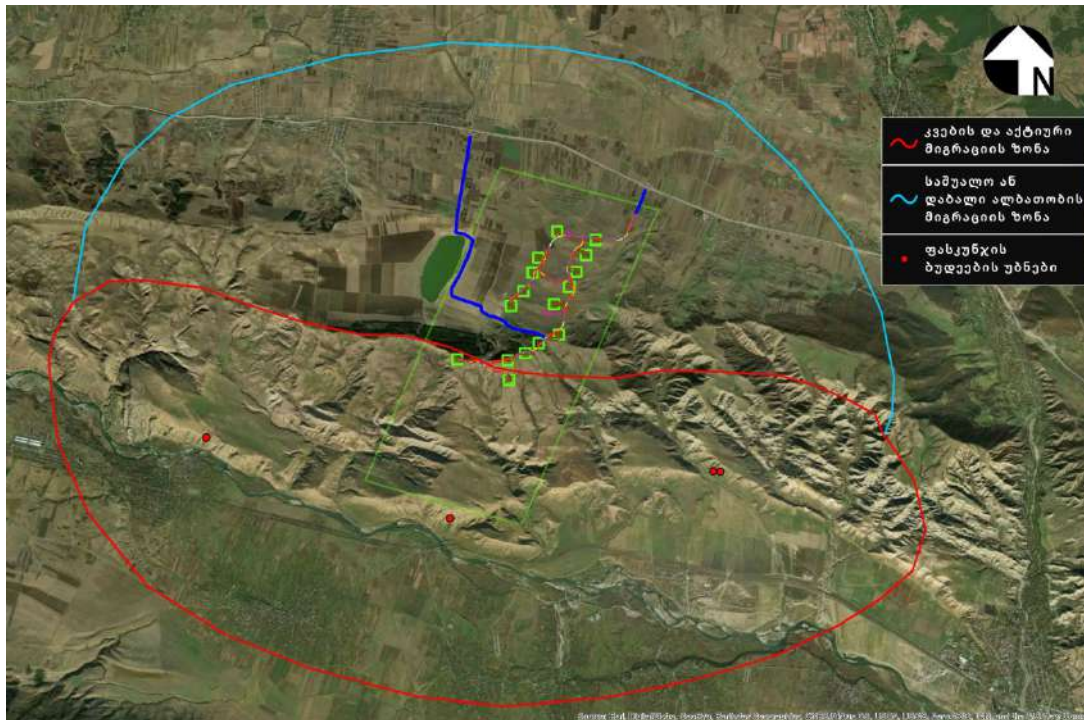 N
კვების და აქტიური
მიგრაციის ზონა
საშუალო ან
დაბალი ალბათობის
მიგრაციის ზონა
ფასკუნჯის
ბუდეების უბნები